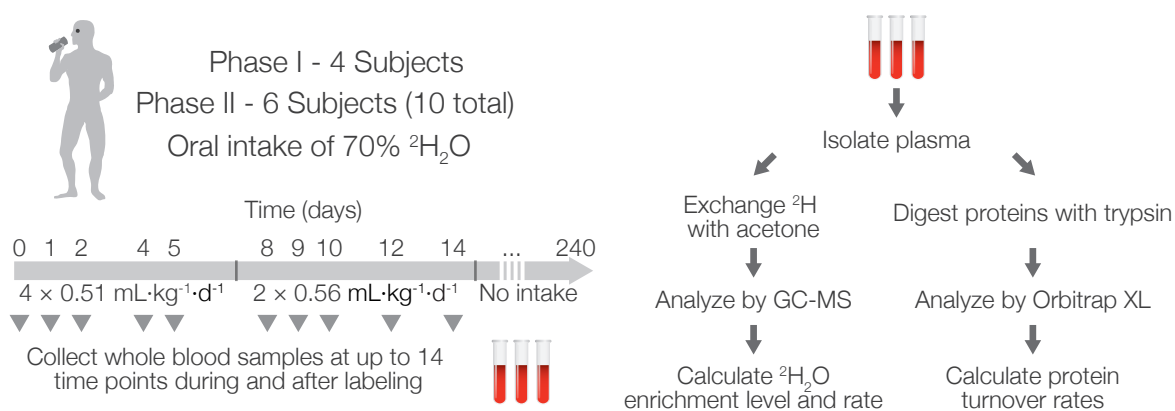 Phase I - 4 Subjects
Phase II - 6 Subjects (10 total)
Oral intake of 70% ²H₂O
Time (days)
0 1 2 4 5 8 9 10 12 14 ... 240
4 × 0.51 mL·kg⁻¹·d⁻¹ 2 × 0.56 mL·kg⁻¹·d⁻¹ No intake
Collect whole blood samples at up to 14
time points during and after labeling
Isolate plasma
Exchange ²H
with acetone
Analyze by GC-MS
Calculate ²H₂O
enrichment level and rate
Digest proteins with trypsin
Analyze by Orbitrap XL
Calculate protein
turnover rates